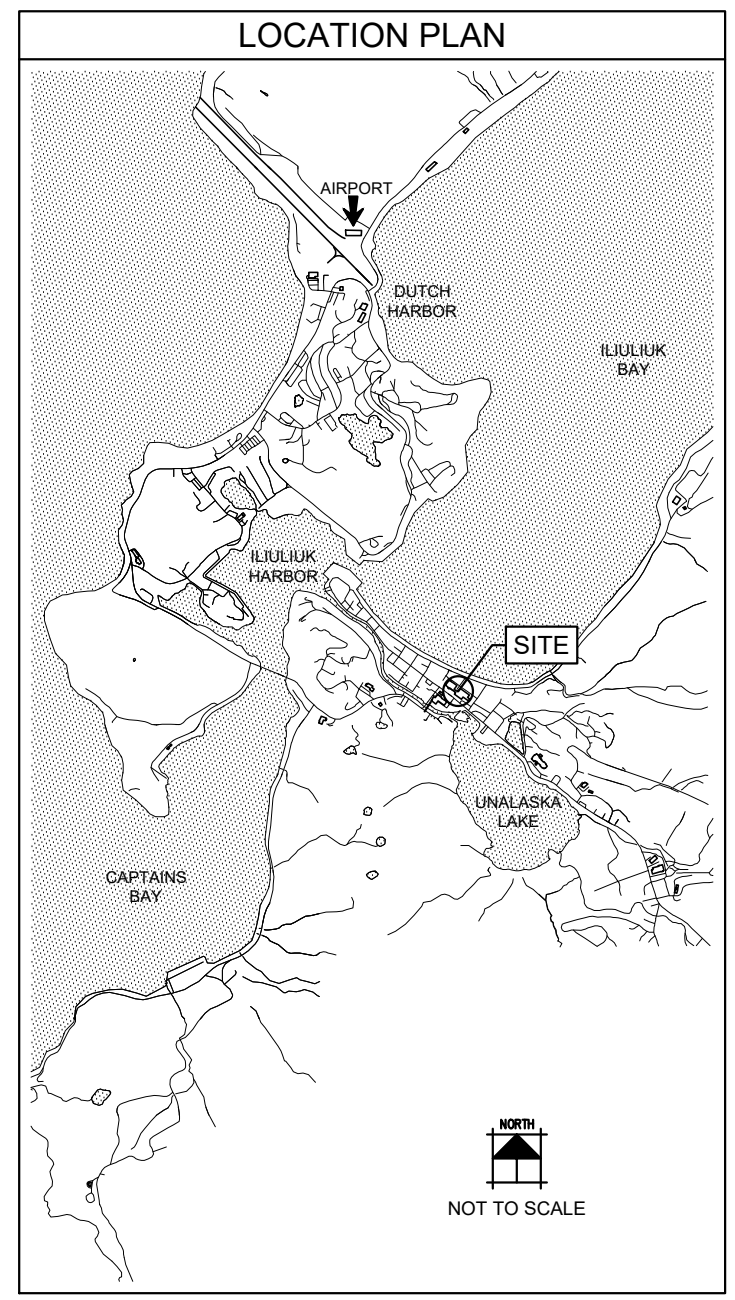 LOCATION PLAN
AIRPORT
DUTCH
HARBOR
ILIULIUK
BAY
ILIULIUK
HARBOR
SITE
UNALASKA
LAKE
CAPTAINS
BAY
NORTH
NOT TO SCALE